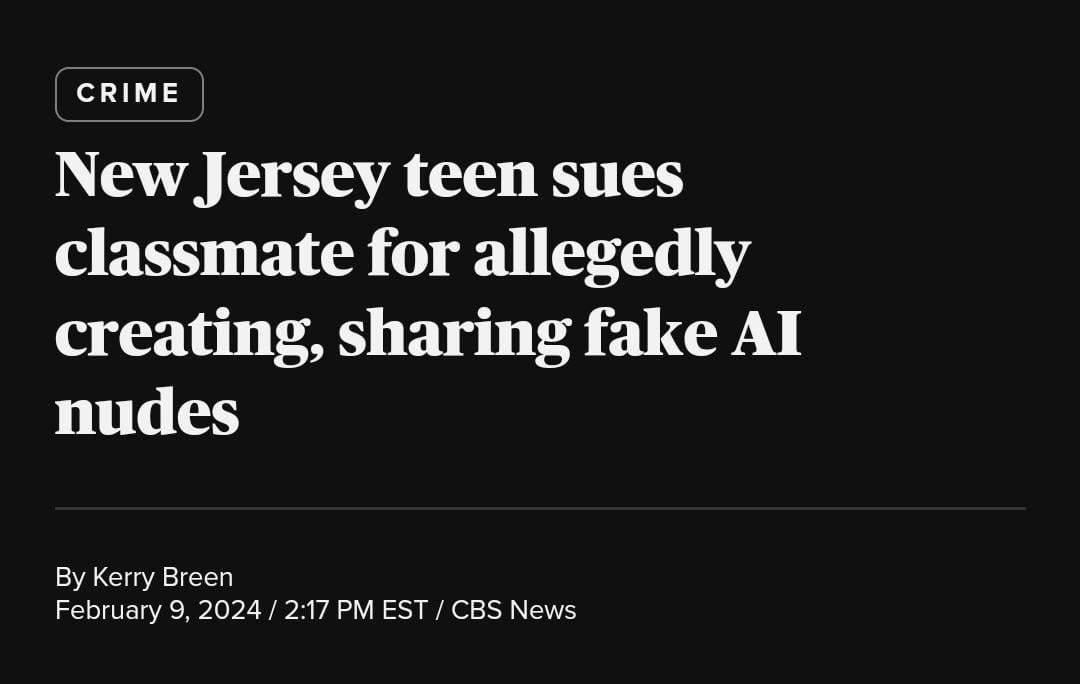 CRIME
New Jersey teen sues
classmate for allegedly
creating, sharing fake AI
nudes
By Kerry Breen
February 9, 2024 / 2:17 PM EST / CBS News